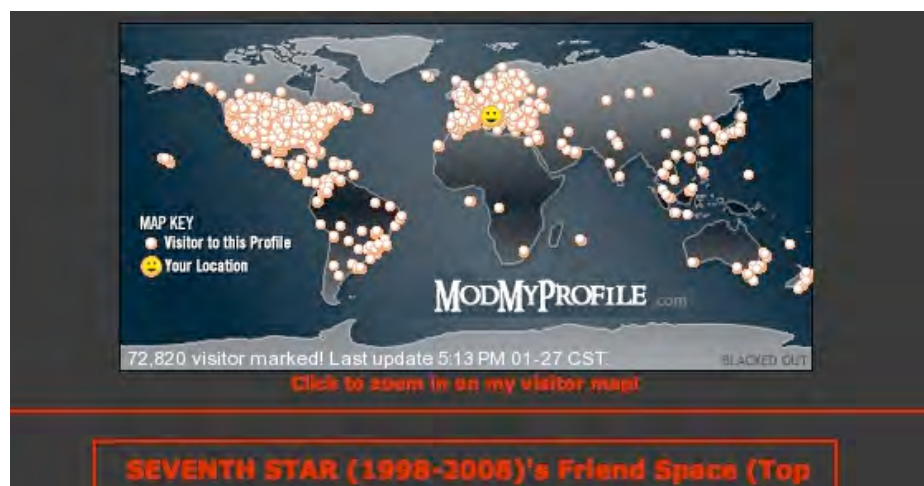 MAP KEY
Visitor to this Profile
Your Location
MODMYPROFILE.com
72,820 visitor marked! Last update 5:13 PM 01-27 CST.
BLACKED OUT
Click to zoom in on my visitor map!
SEVENTH STAR (1998-2008)'s Friend Space (Top